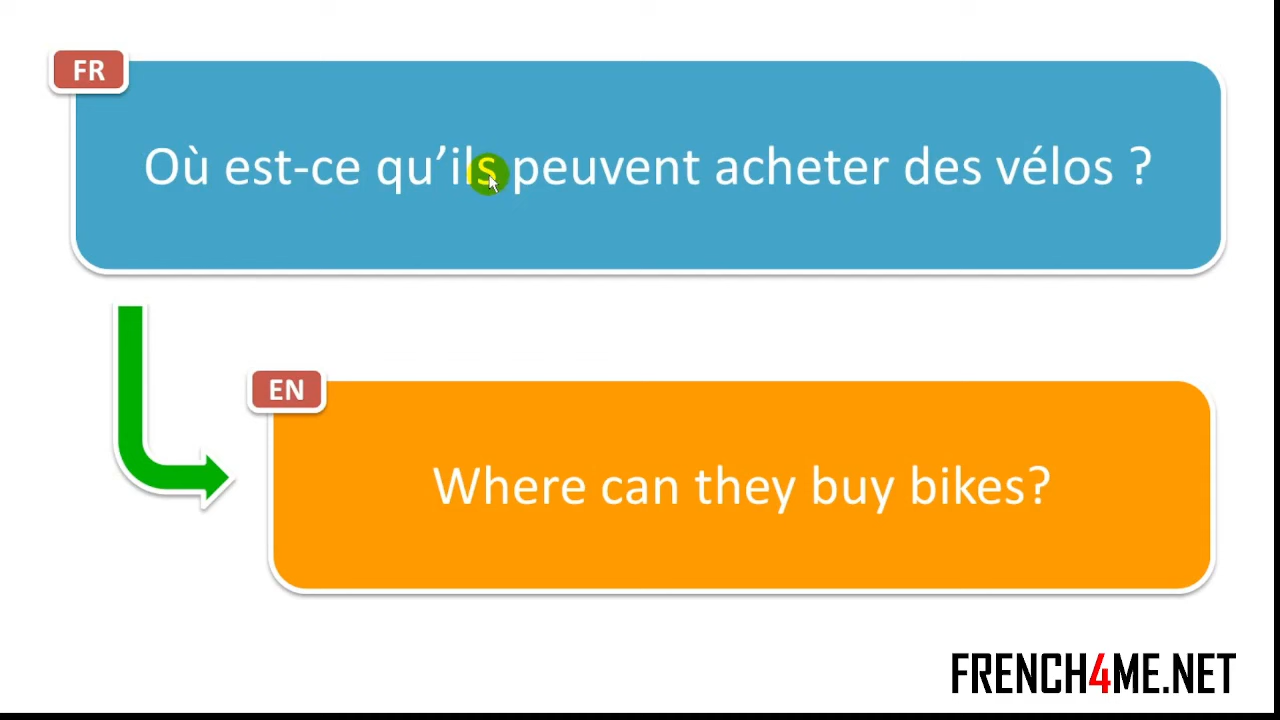 FR
Où est-ce qu’ils peuvent acheter des vélos ?
EN
Where can they buy bikes?
FRENCH4ME.NET